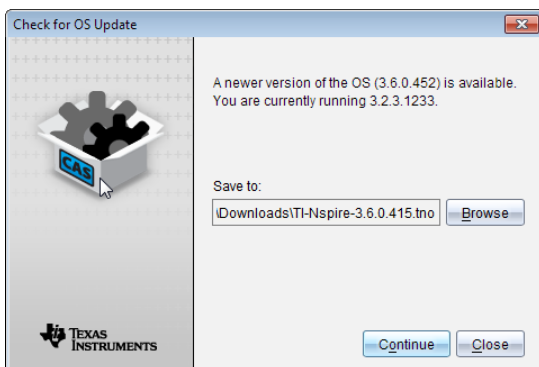 Check for OS Update
A newer version of the OS (3.6.0.452) is available.
You are currently running 3.2.3.1233.
CAS
Save to:
\Downloads\TI-Nspire-3.6.0.415.tno
Browse
TEXAS
INSTRUMENTS
Continue
Close